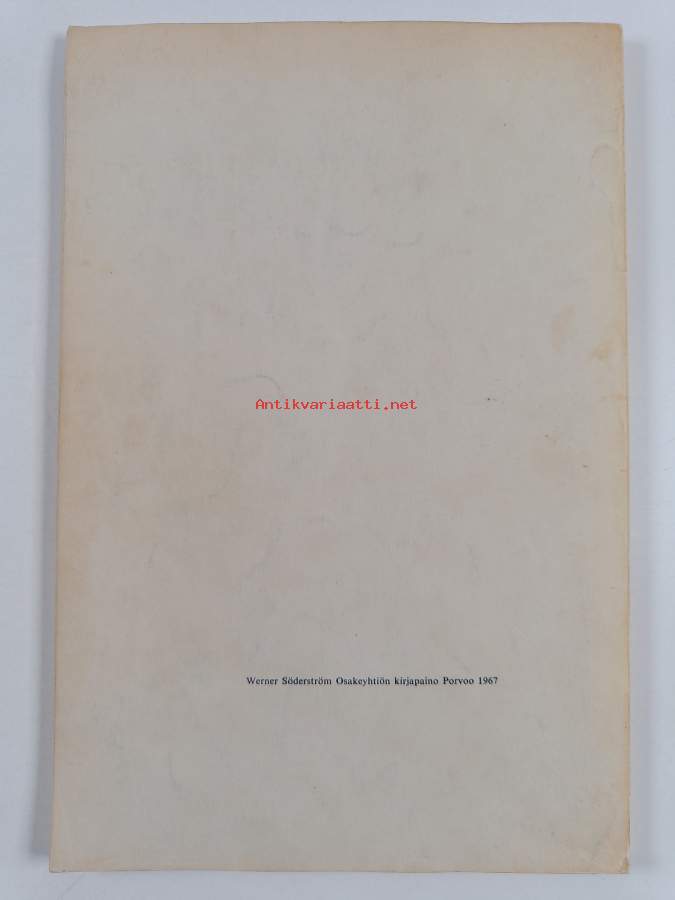 Antikvariaatti.net
Werner Söderström Osakeyhtiön kirjapaino Porvoo 1967